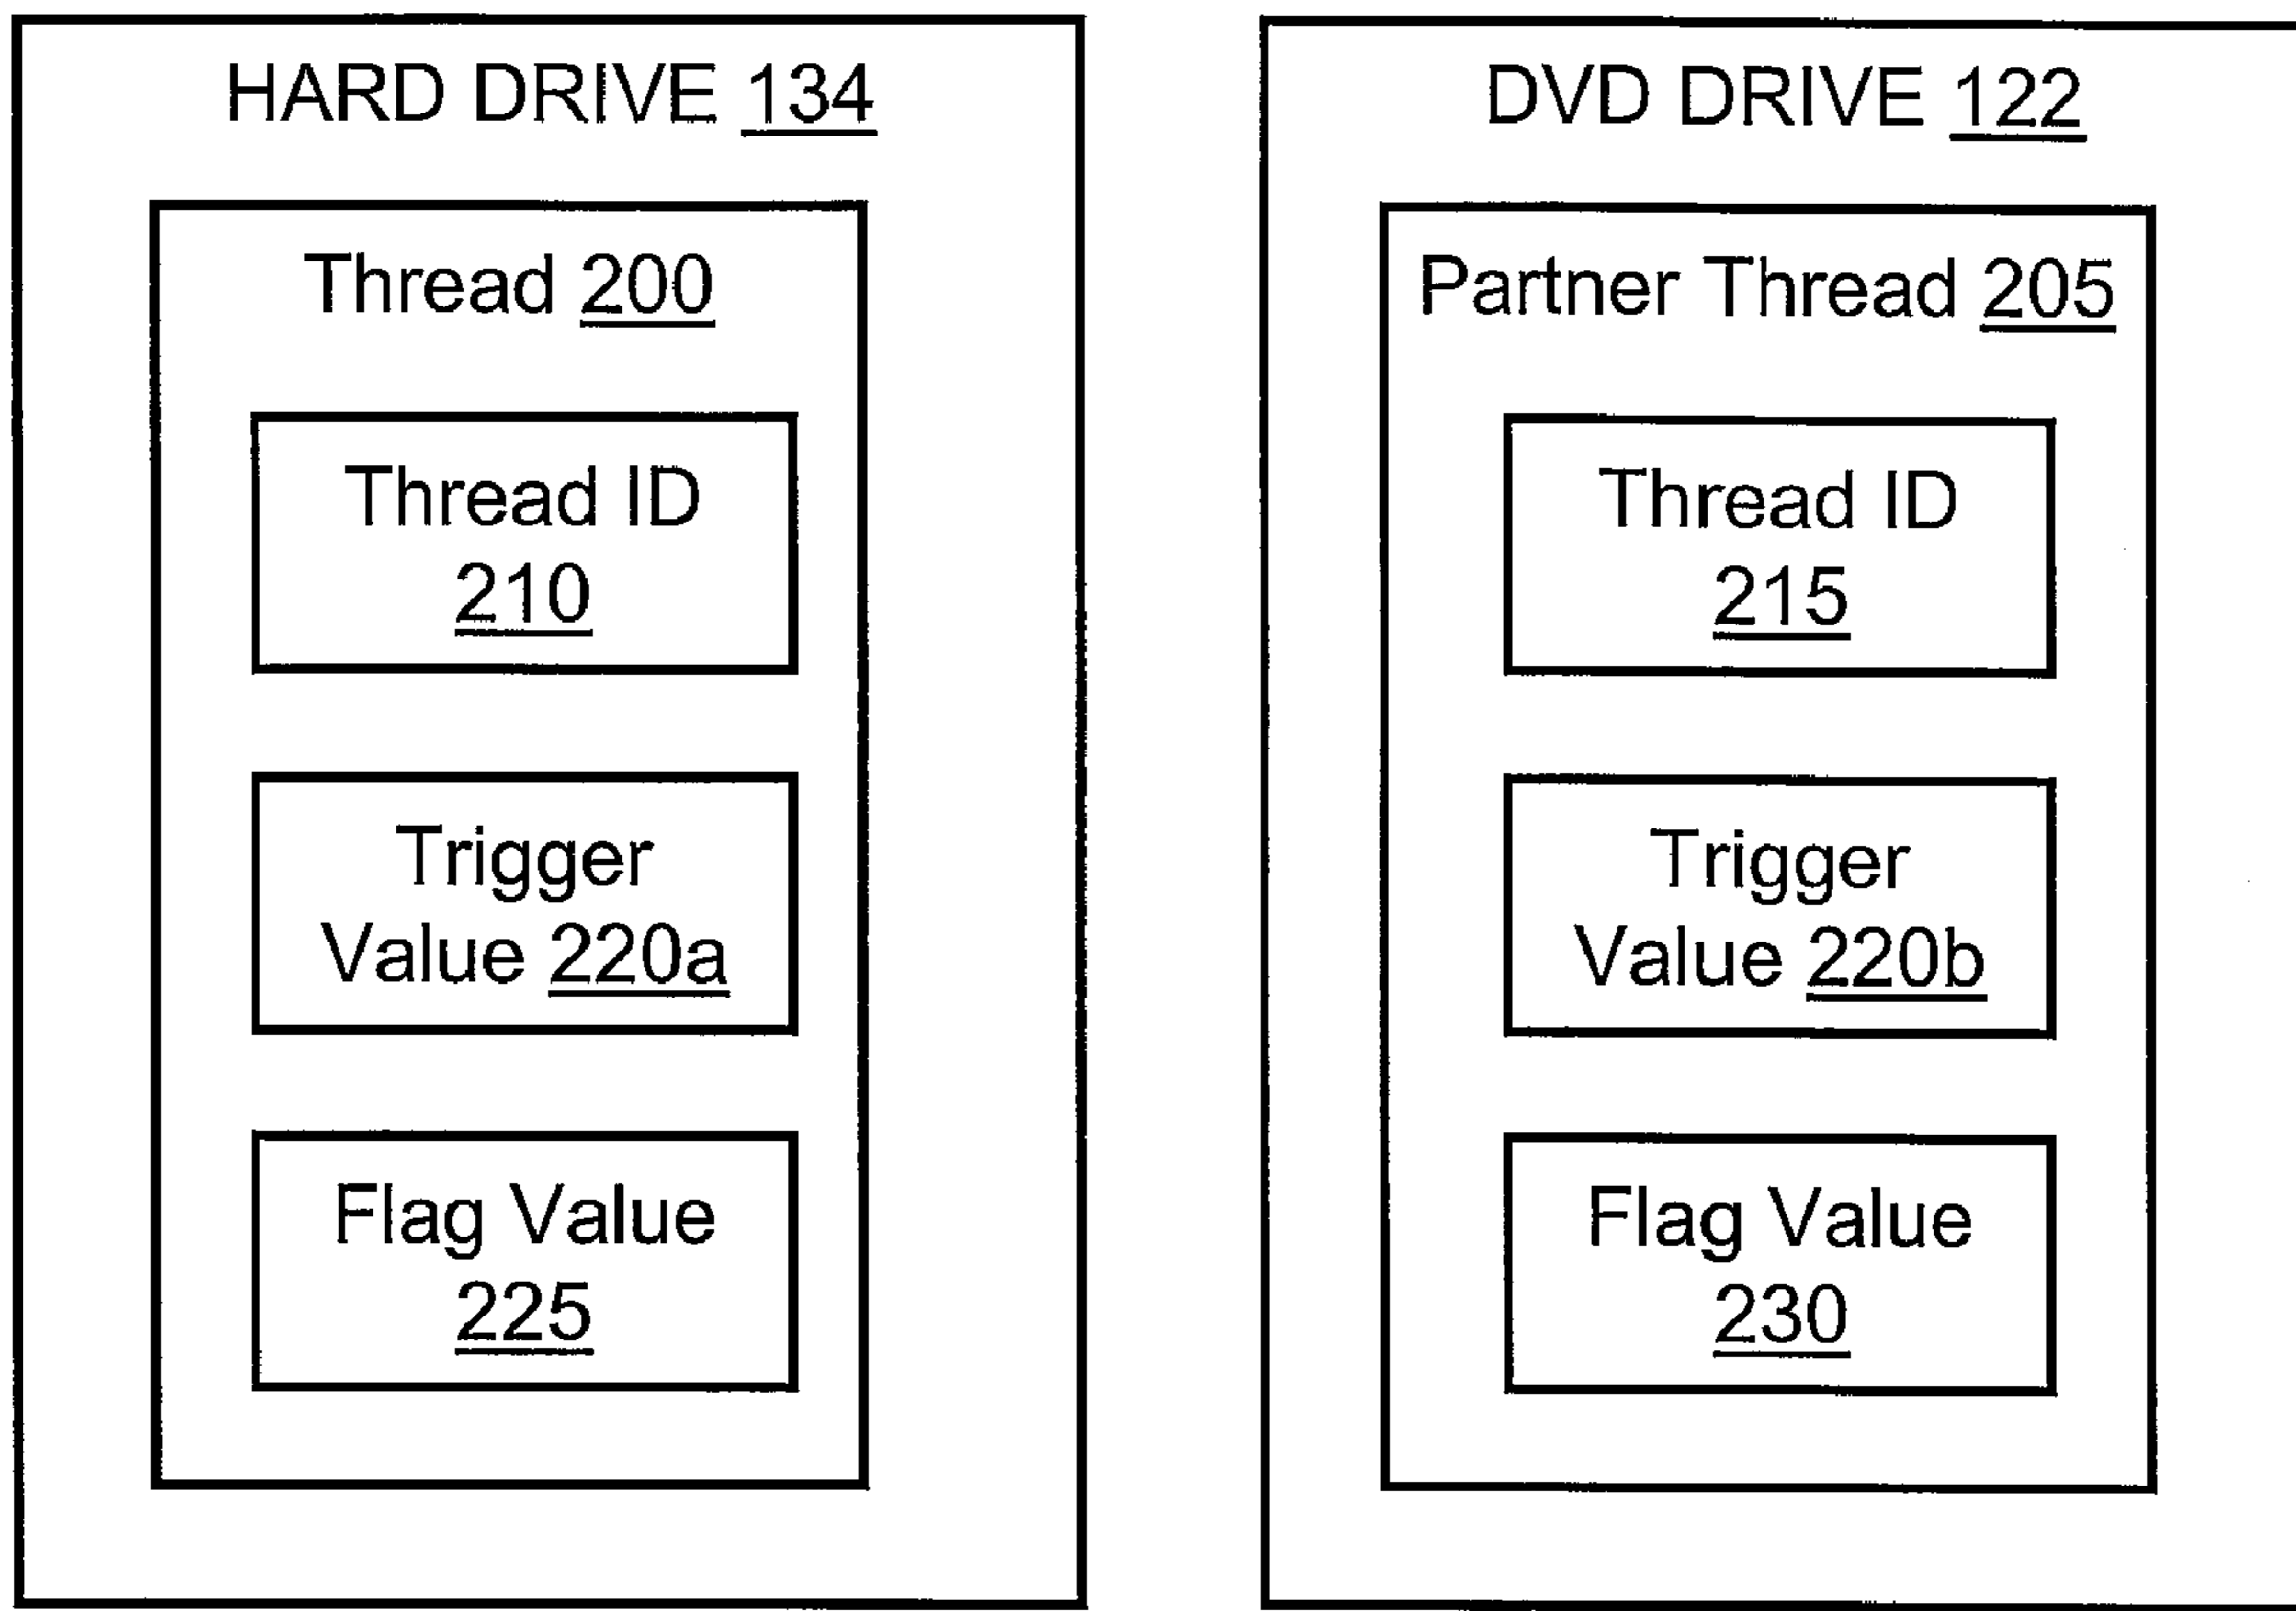 HARD DRIVE 134
Thread 200
Thread ID
210
Trigger
Value 220a
Flag Value
225
DVD DRIVE 122
Partner Thread 205
Thread ID
215
Trigger
Value 220b
Flag Value
230